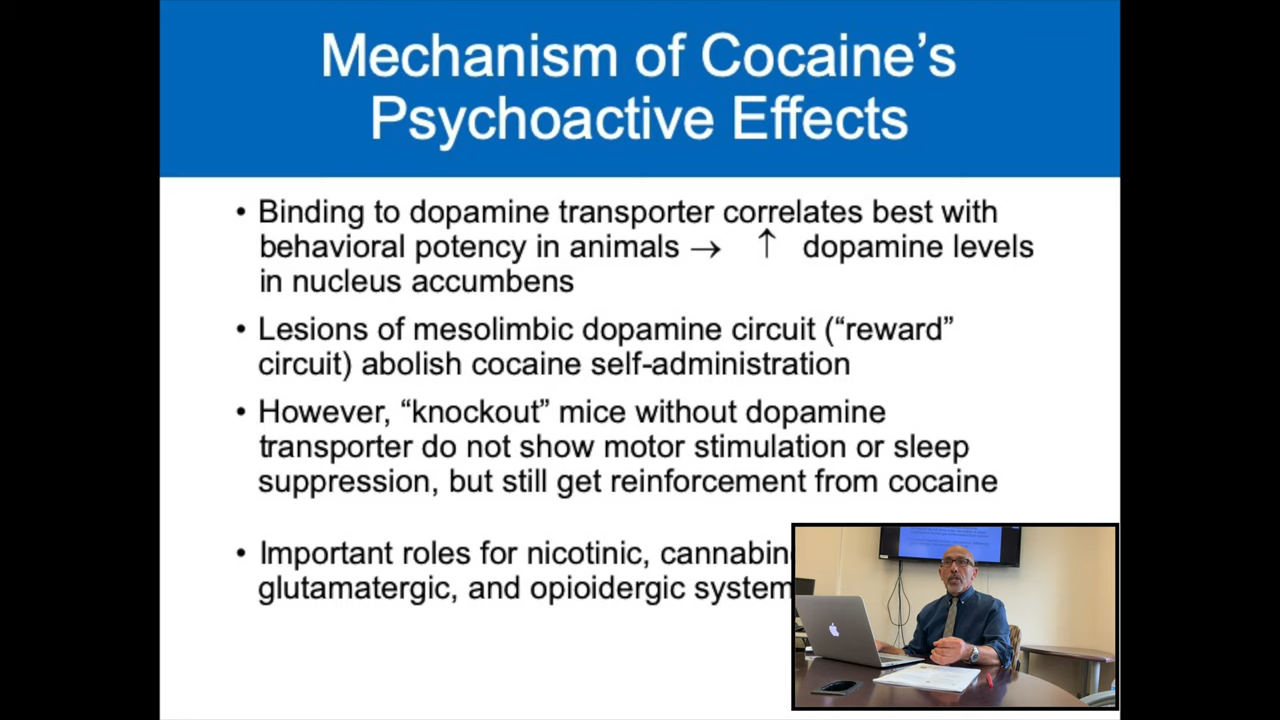 Mechanism of Cocaine's
Psychoactive Effects
• Binding to dopamine transporter correlates best with
behavioral potency in animals → ↑ dopamine levels
in nucleus accumbens
• Lesions of mesolimbic dopamine circuit (“reward”
circuit) abolish cocaine self-administration
• However, “knockout” mice without dopamine
transporter do not show motor stimulation or sleep
suppression, but still get reinforcement from cocaine
• Important roles for nicotinic,
glutamatergic, and opioidergic